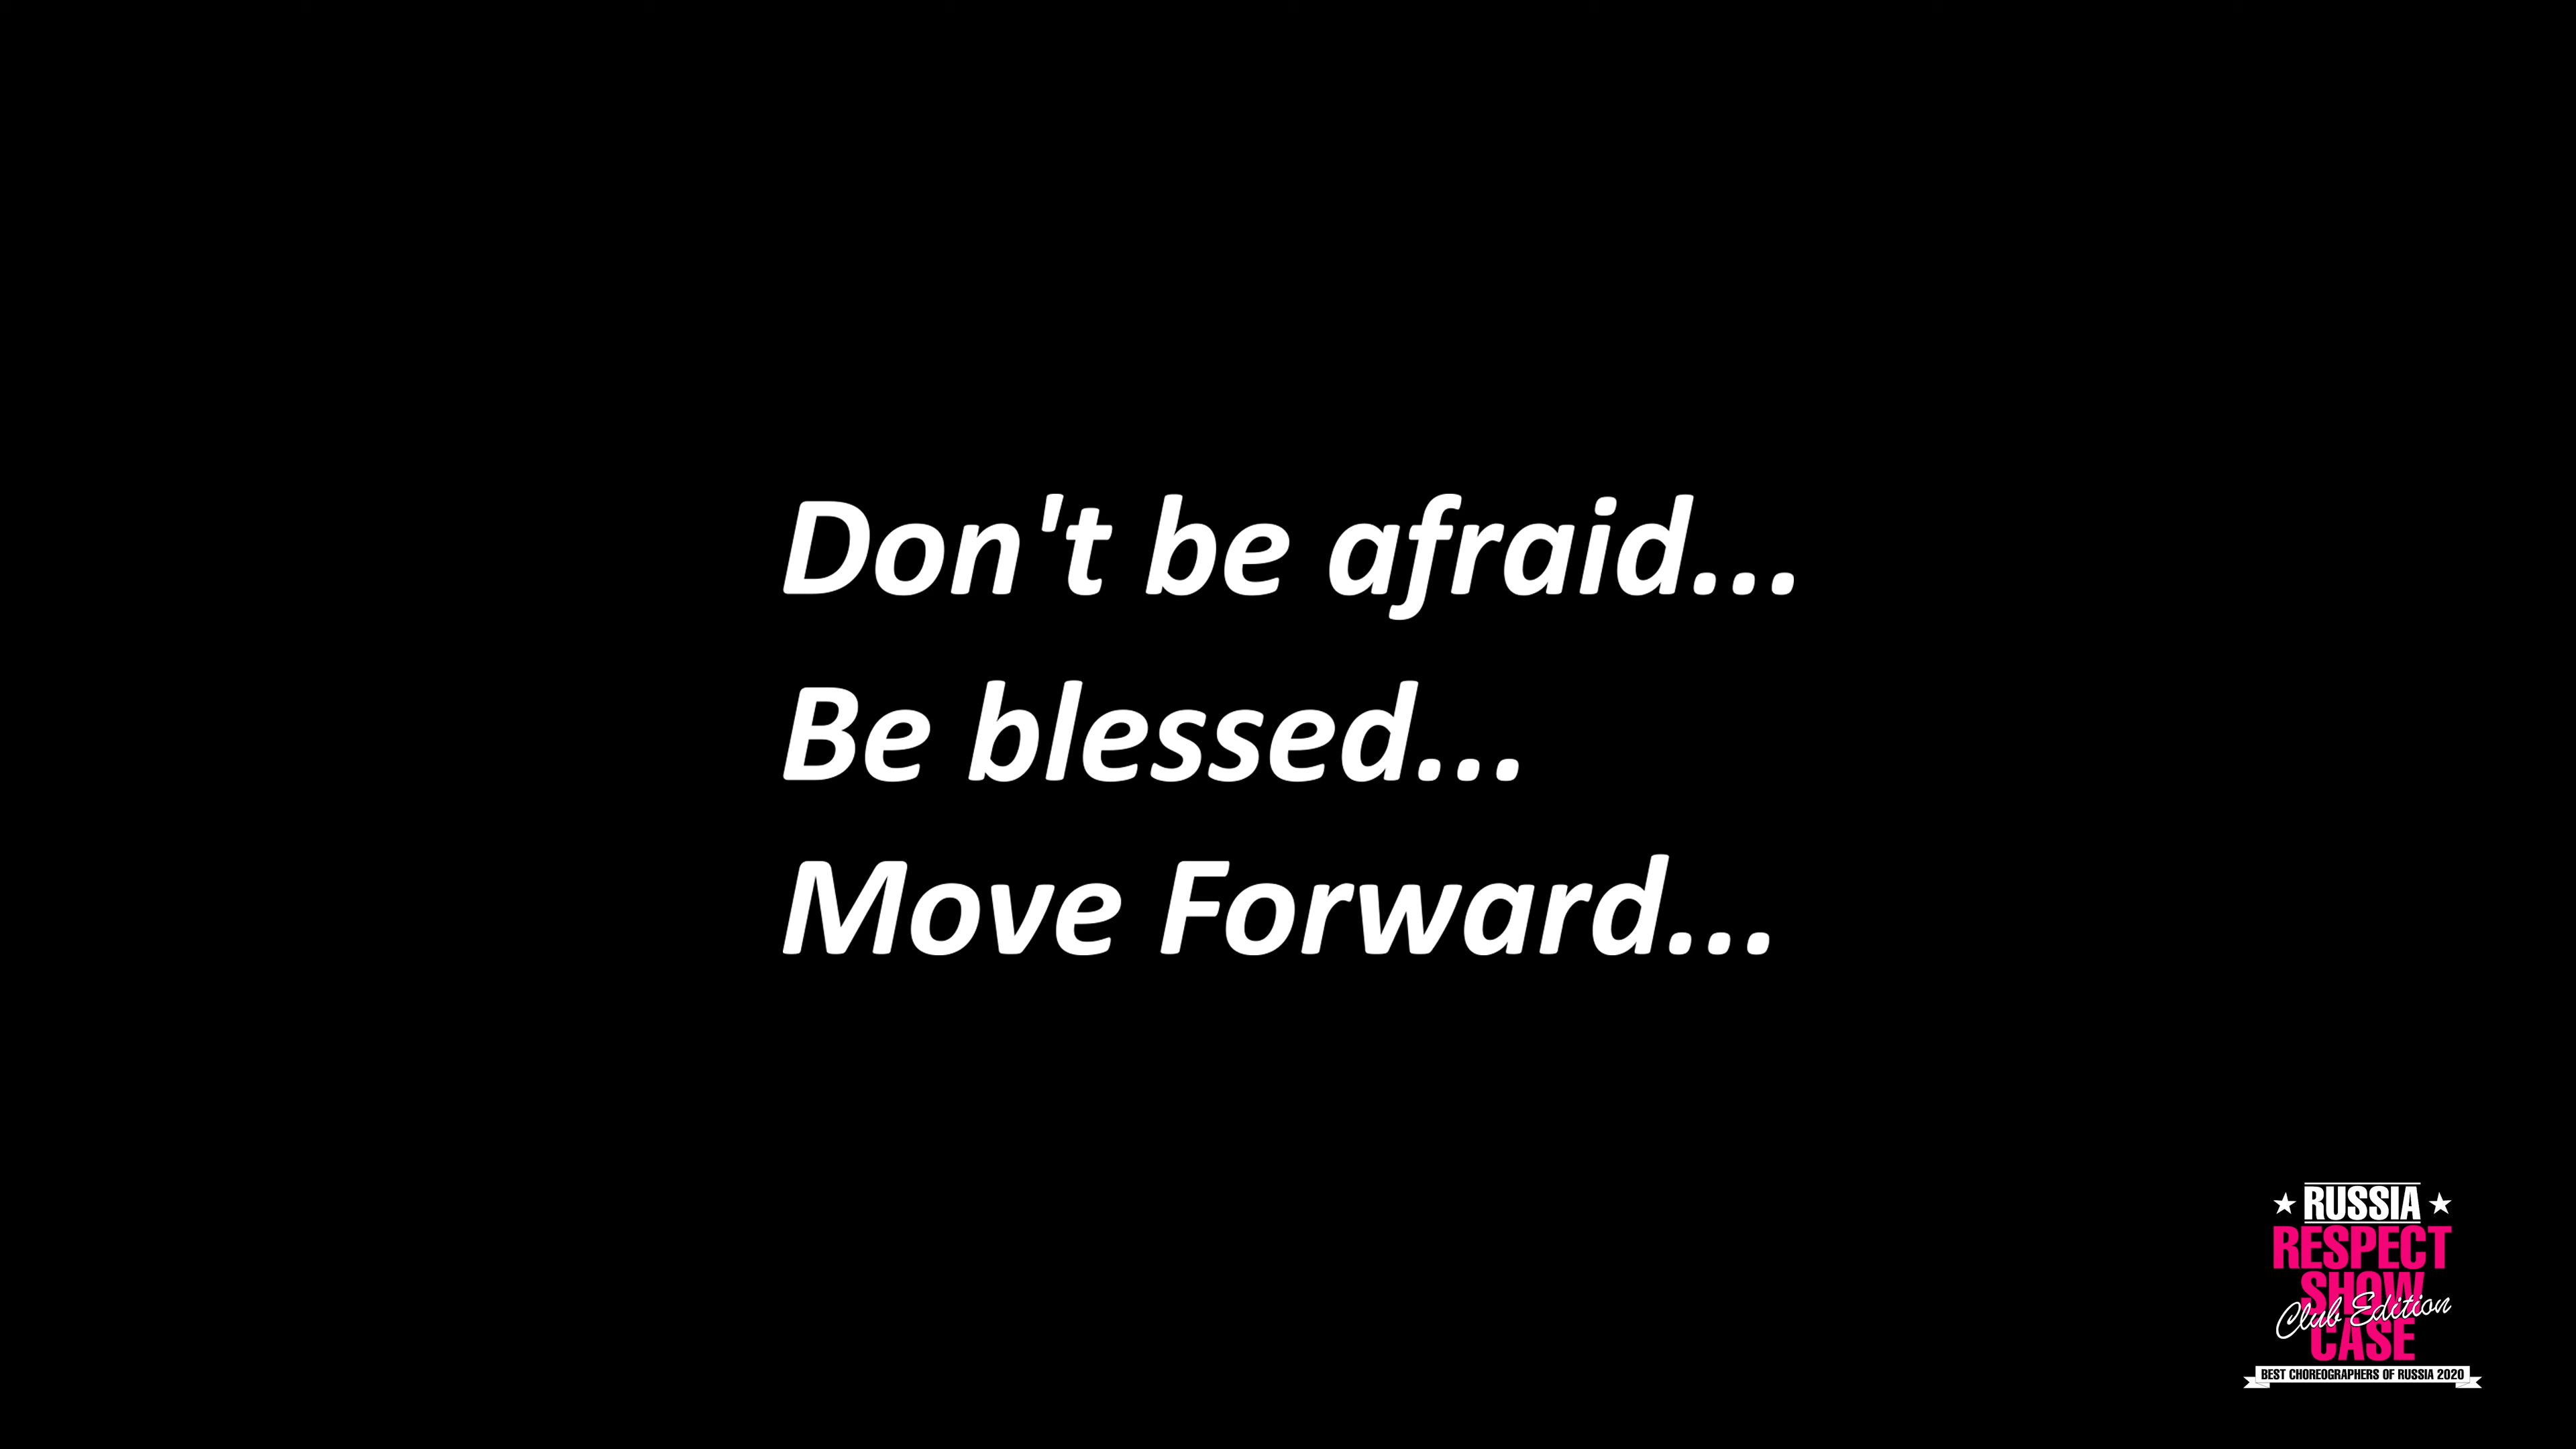 Don't be afraid...
Be blessed...
Move Forward...
RUSSIA
RESPECT
SHOW
Club Edition
CASE
BEST CHOREOGRAPHERS OF RUSSIA 2020